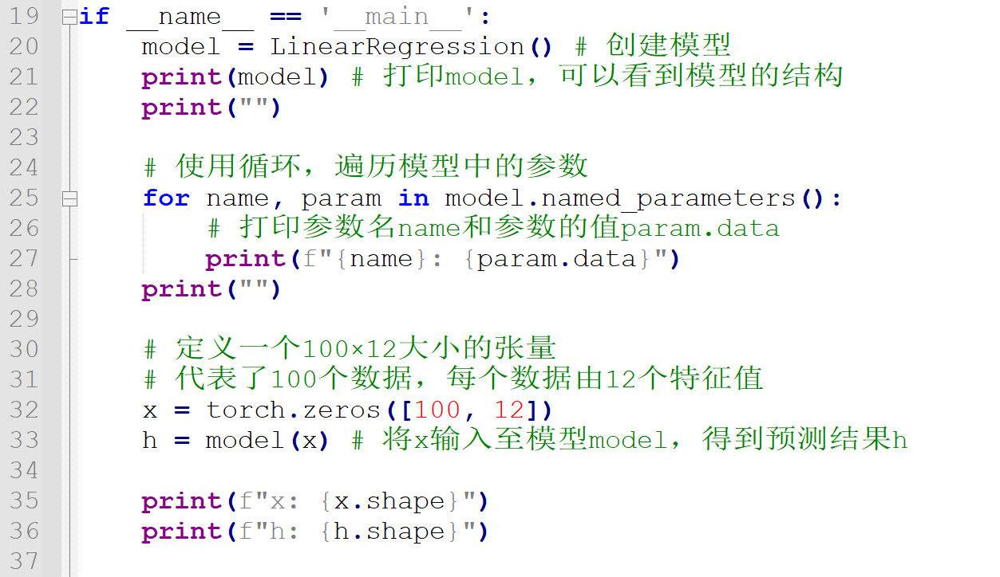 19 if __name__ == '__main__':
20     model = LinearRegression() # 创建模型
21     print(model) # 打印model，可以看到模型的结构
22     print("")
23
24     # 使用循环，遍历模型中的参数
25     for name, param in model.named_parameters():
26         # 打印参数名name和参数的值param.data
27         print(f"{name}: {param.data}")
28     print("")
29
30     # 定义一个100×12大小的张量
31     # 代表了100个数据，每个数据由12个特征值
32     x = torch.zeros([100, 12])
33     h = model(x) # 将x输入至模型model，得到预测结果h
34
35     print(f"x: {x.shape}")
36     print(f"h: {h.shape}")
37